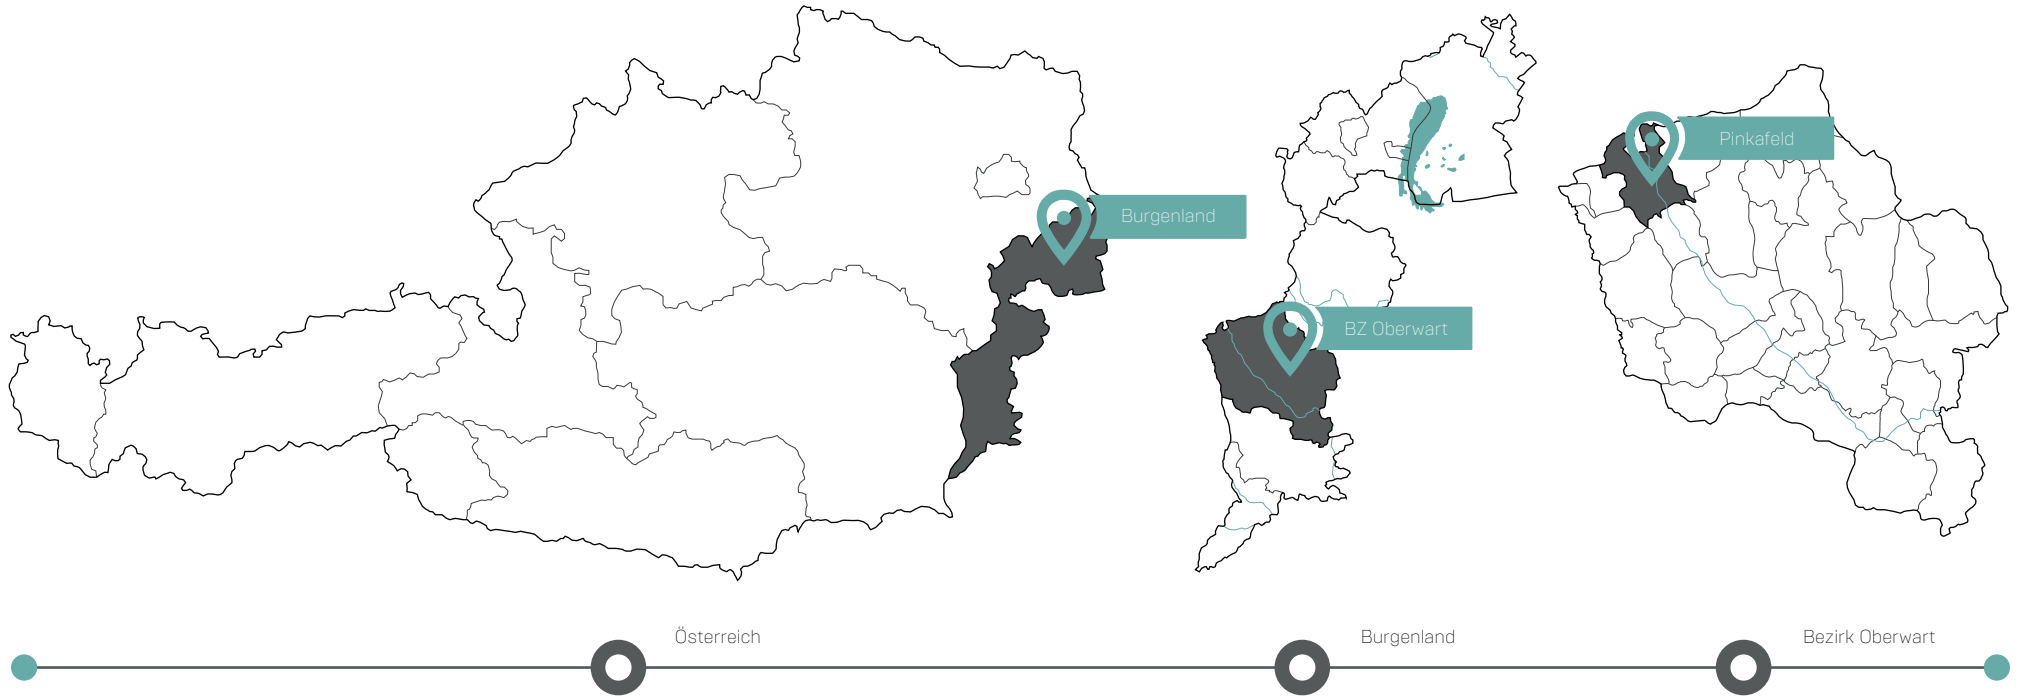 Burgenland
BZ Oberwart
Pinkafeld
Österreich
Burgenland
Bezirk Oberwart